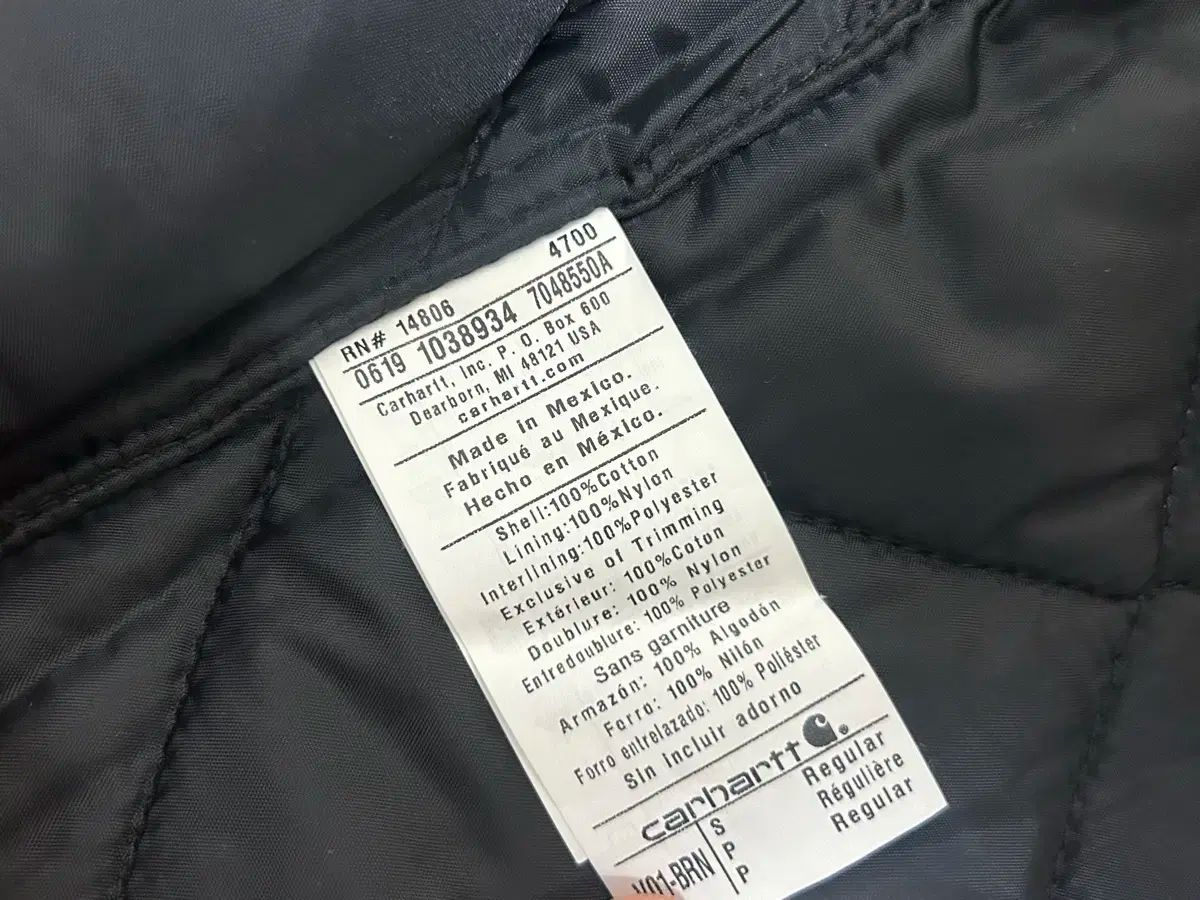 RN# 14806 4700
0619 1038934 7048550A
Carhartt, Inc. P. O. Box 600
Dearborn, MI 48121 USA
carhartt.com
Made in Mexico.
Fabriqué au Mexique.
Hecho en México.
Shell:100%Cotton
Lining:100%Nylon
Interlining:100%Polyester
Exclusive of Trimming
Extérieur: 100%Coton
Doublure: 100% Nylon
Entredoublure: 100% Polyester
Sans garniture
Armazón: 100% Algodón
Forro: 100% Nilón
Forro entrelazado: 100% Poliéster
Sin incluir adorno
carhartt
S Regular
P Régulière
P Regular